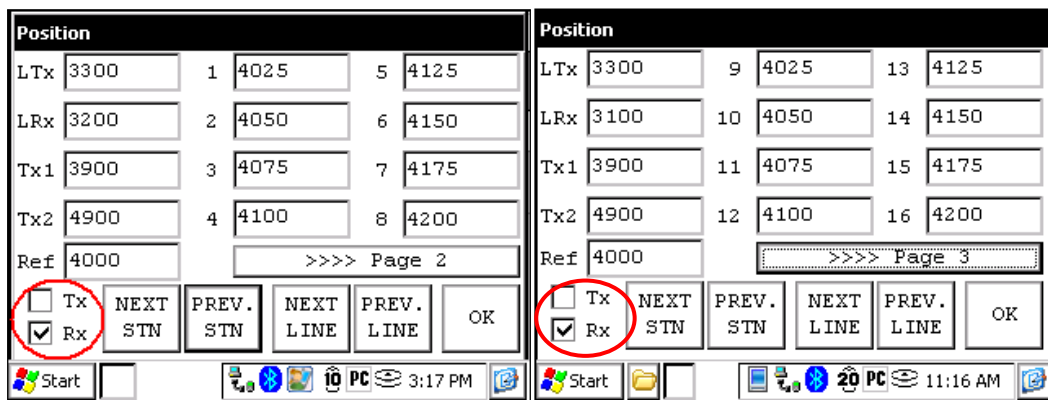 Position
LTx 3300 1 4025 5 4125
LRx 3200 2 4050 6 4150
Tx1 3900 3 4075 7 4175
Tx2 4900 4 4100 8 4200
Ref 4000 >>>> Page 2
Tx
Rx
NEXT STN
PREV. STN
NEXT LINE
PREV. LINE
OK
Start 10 PC 3:17 PM
Position
LTx 3300 9 4025 13 4125
LRx 3100 10 4050 14 4150
Tx1 3900 11 4075 15 4175
Tx2 4900 12 4100 16 4200
Ref 4000 >>>> Page 3
Tx
Rx
NEXT STN
PREV. STN
NEXT LINE
PREV. LINE
OK
Start 20 PC 11:16 AM